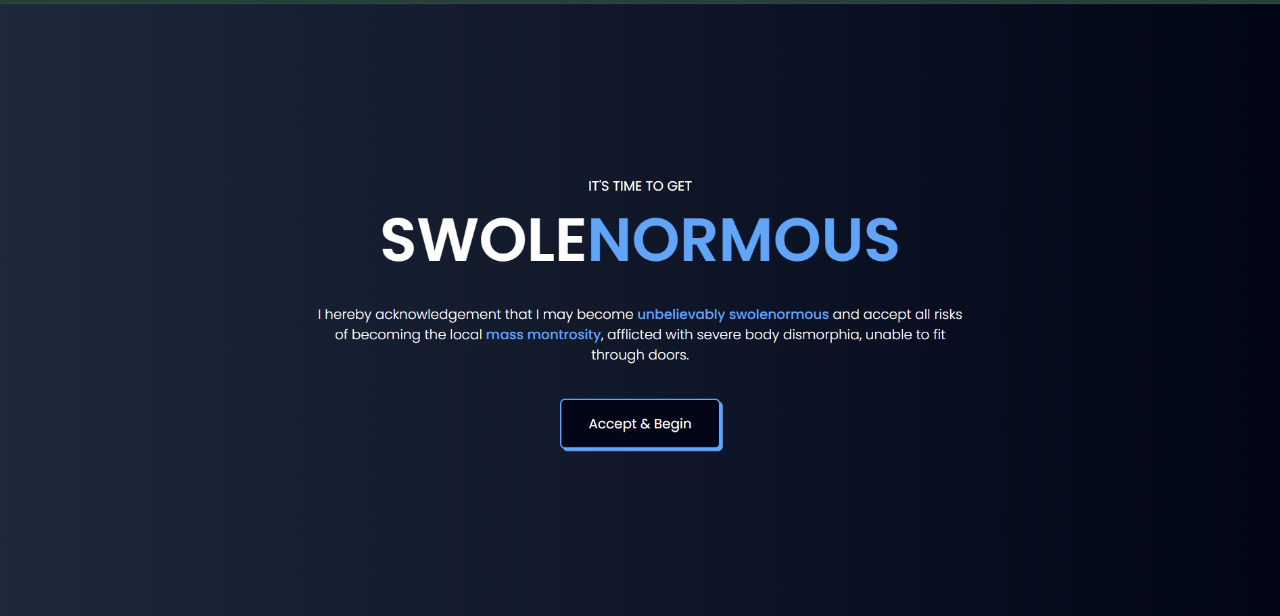 IT'S TIME TO GET
SWOLENORMOUS
I hereby acknowledgement that I may become unbelievably swolenormous and accept all risks
of becoming the local mass montrosity, afflicted with severe body dismorphia, unable to fit
through doors.
Accept & Begin